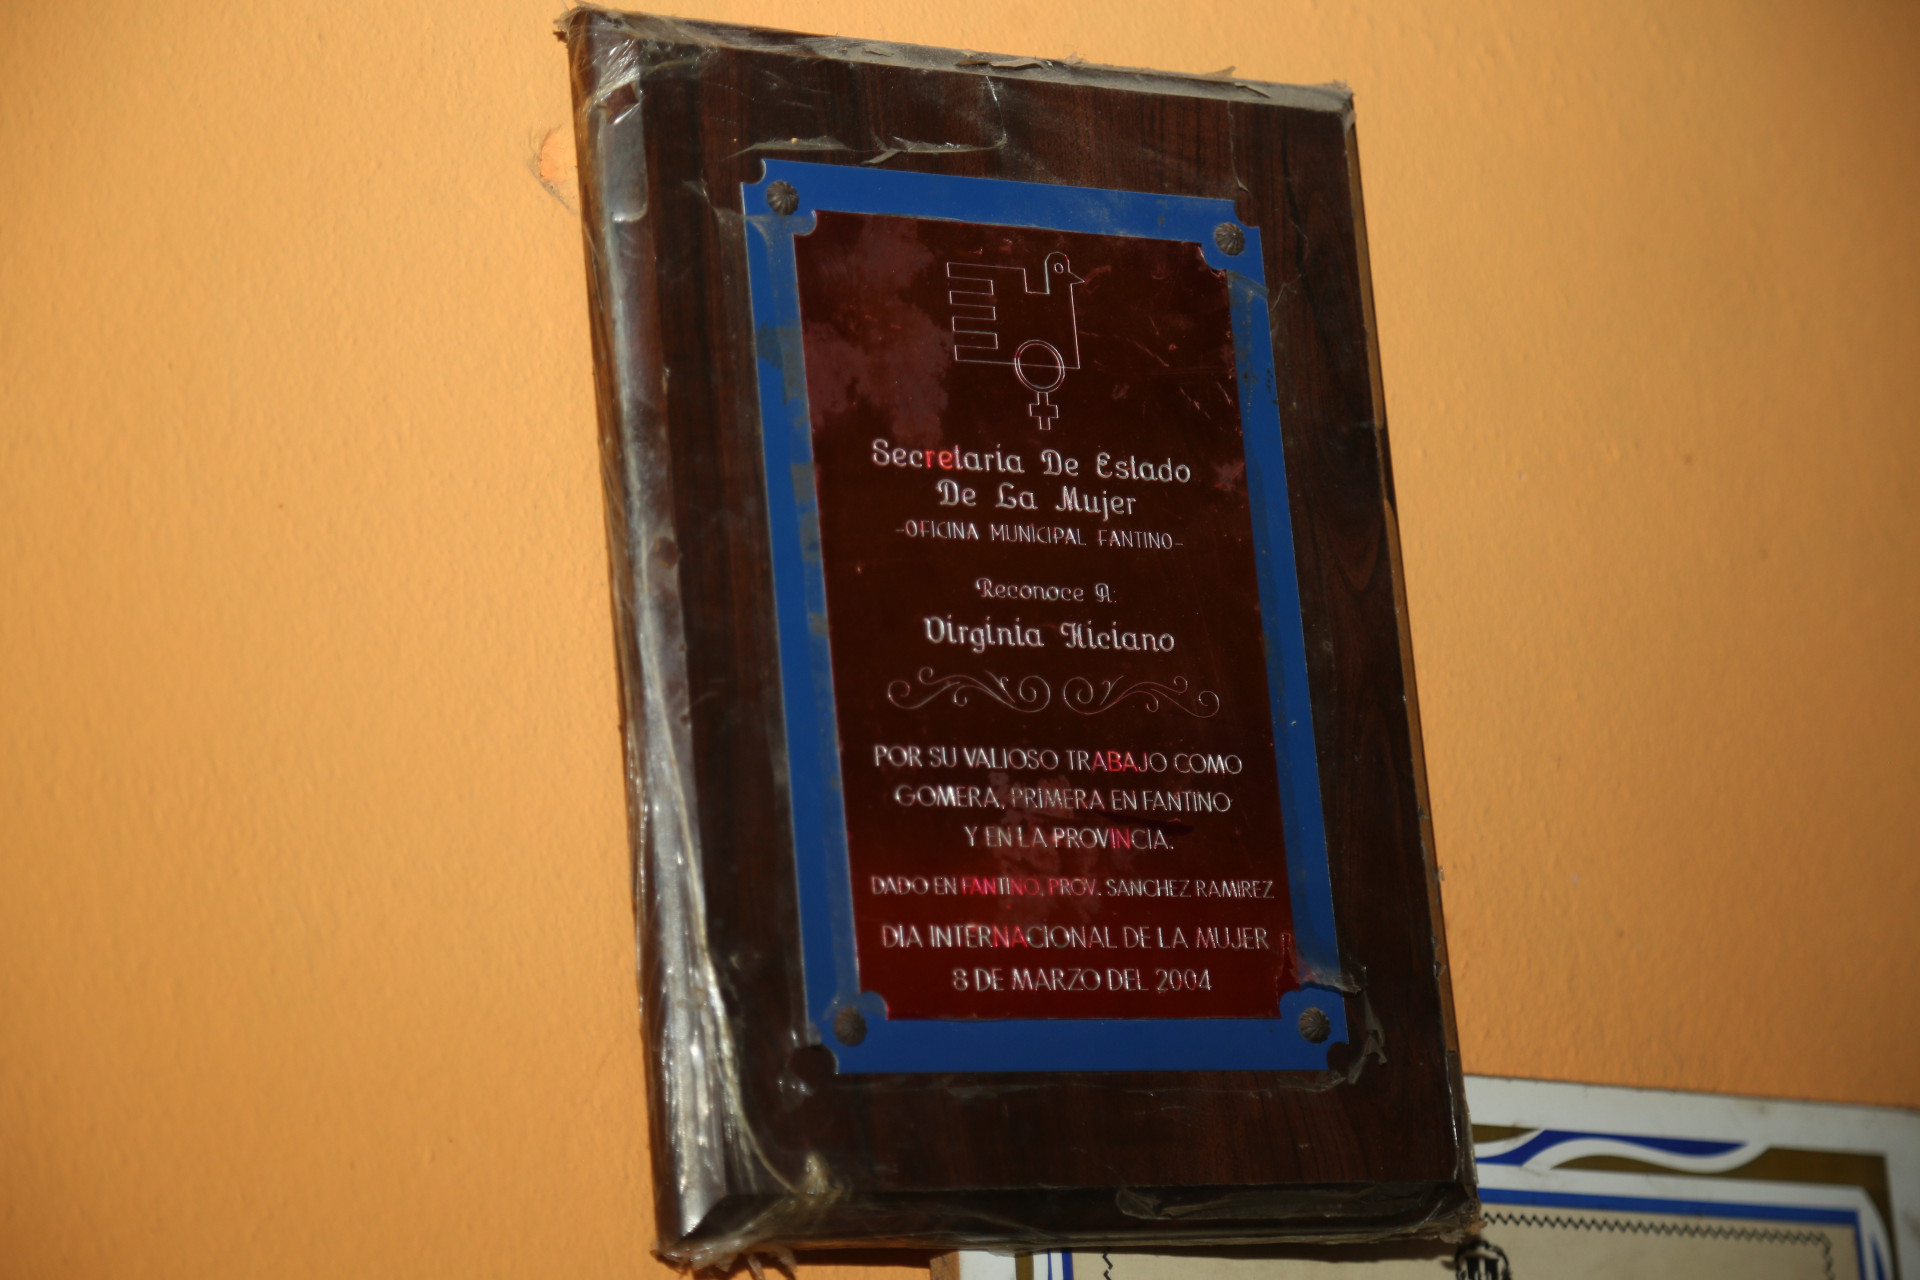 Secretaría De Estado
De La Mujer
-OFICINA MUNICIPAL FANTINO-
Reconoce A:
Virginia Hiciano
POR SU VALIOSO TRABAJO COMO
GOMERA, PRIMERA EN FANTINO
Y EN LA PROVINCIA.
DADO EN FANTINO, PROV. SANCHEZ RAMIREZ
DIA INTERNACIONAL DE LA MUJER
8 DE MARZO DEL 2004